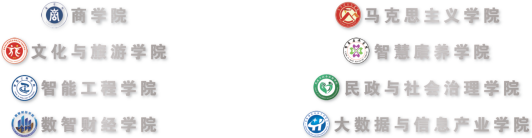 商学院
马克思主义学院
文化与旅游学院
智慧康养学院
智能工程学院
民政与社会治理学院
数智财经学院
大数据与信息产业学院